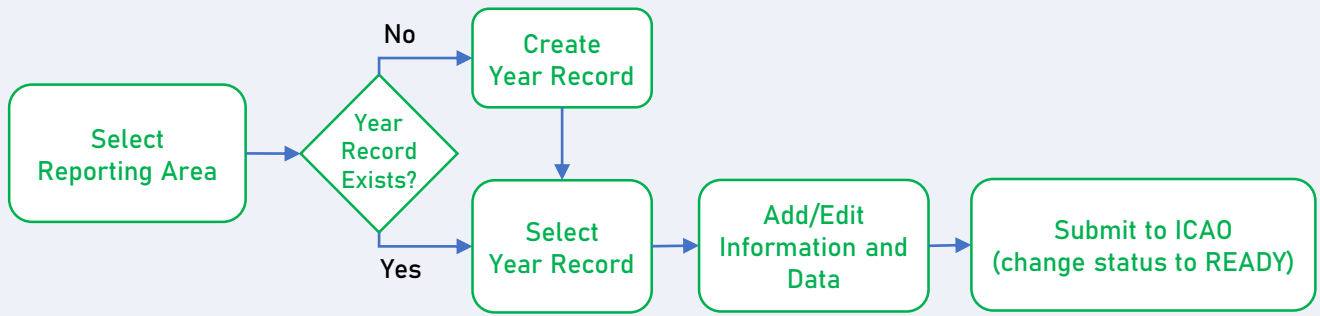 Select
Reporting Area
Year
Record
Exists?
No
Create
Year Record
Yes
Select
Year Record
Add/Edit
Information and
Data
Submit to ICAO
(change status to READY)